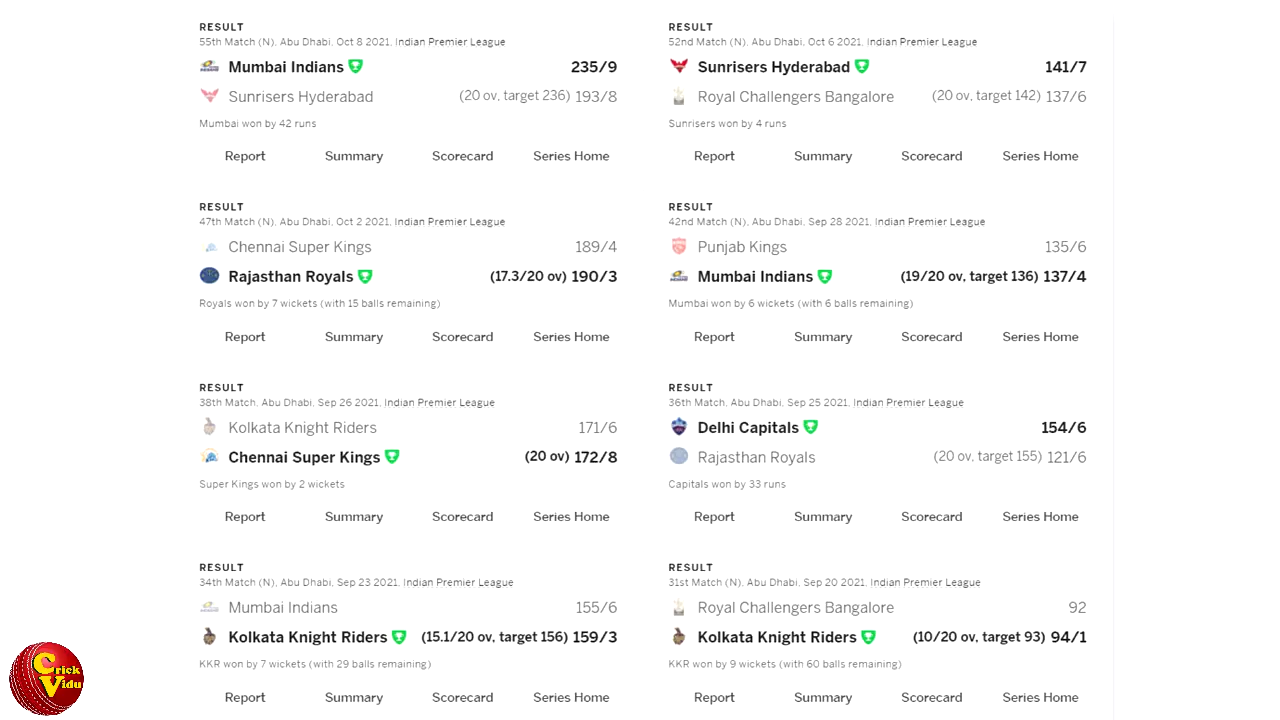 RESULT
55th Match (N), Abu Dhabi, Oct 8 2021, Indian Premier League
Mumbai Indians 235/9
Sunrisers Hyderabad (20 ov, target 236) 193/8
Mumbai won by 42 runs
Report Summary Scorecard Series Home
RESULT
52nd Match (N), Abu Dhabi, Oct 6 2021, Indian Premier League
Sunrisers Hyderabad 141/7
Royal Challengers Bangalore (20 ov, target 142) 137/6
Sunrisers won by 4 runs
Report Summary Scorecard Series Home
RESULT
47th Match (N), Abu Dhabi, Oct 2 2021, Indian Premier League
Chennai Super Kings 189/4
Rajasthan Royals (17.3/20 ov) 190/3
Royals won by 7 wickets (with 15 balls remaining)
Report Summary Scorecard Series Home
RESULT
42nd Match (N), Abu Dhabi, Sep 28 2021, Indian Premier League
Punjab Kings 135/6
Mumbai Indians (19/20 ov, target 136) 137/4
Mumbai won by 6 wickets (with 6 balls remaining)
Report Summary Scorecard Series Home
RESULT
38th Match, Abu Dhabi, Sep 26 2021, Indian Premier League
Kolkata Knight Riders 171/6
Chennai Super Kings (20 ov) 172/8
Super Kings won by 2 wickets
Report Summary Scorecard Series Home
RESULT
36th Match, Abu Dhabi, Sep 25 2021, Indian Premier League
Delhi Capitals 154/6
Rajasthan Royals (20 ov, target 155) 121/6
Capitals won by 33 runs
Report Summary Scorecard Series Home
RESULT
34th Match (N), Abu Dhabi, Sep 23 2021, Indian Premier League
Mumbai Indians 155/6
Kolkata Knight Riders (15.1/20 ov, target 156) 159/3
KKR won by 7 wickets (with 29 balls remaining)
Report Summary Scorecard Series Home
RESULT
31st Match (N), Abu Dhabi, Sep 20 2021, Indian Premier League
Royal Challengers Bangalore 92
Kolkata Knight Riders (10/20 ov, target 93) 94/1
KKR won by 9 wickets (with 60 balls remaining)
Report Summary Scorecard Series Home
Crick
Vidu